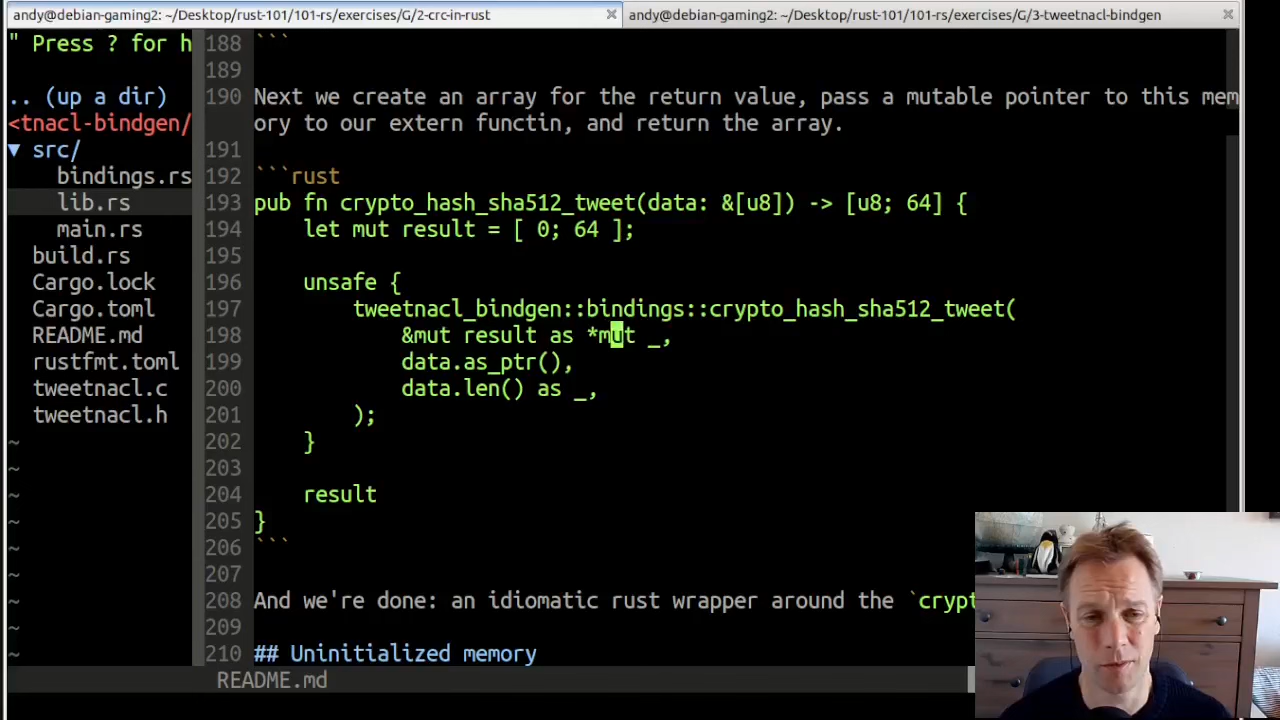 andy@debian-gaming2: ~/Desktop/rust-101/101-rs/exercises/G/2-crc-in-rust
andy@debian-gaming2: ~/Desktop/rust-101/101-rs/exercises/G/3-tweetnacl-bindgen
" Press ? for h
.. (up a dir)
<tnacl-bindgen/
▼ src/
bindings.rs
lib.rs
main.rs
build.rs
Cargo.lock
Cargo.toml
README.md
rustfmt.toml
tweetnacl.c
tweetnacl.h
~
~
~
~
~
~
~
~
~
188 ```
189
190 Next we create an array for the return value, pass a mutable pointer to this mem
ory to our extern functin, and return the array.
191
192 ```rust
193 pub fn crypto_hash_sha512_tweet(data: &[u8]) -> [u8; 64] {
194 let mut result = [ 0; 64 ];
195
196 unsafe {
197 tweetnacl_bindgen::bindings::crypto_hash_sha512_tweet(
198 &mut result as *mut _,
199 data.as_ptr(),
200 data.len() as _,
201 );
202 }
203
204 result
205 }
206 ```
207
208 And we're done: an idiomatic rust wrapper around the `crypt
209
210 ## Uninitialized memory
README.md